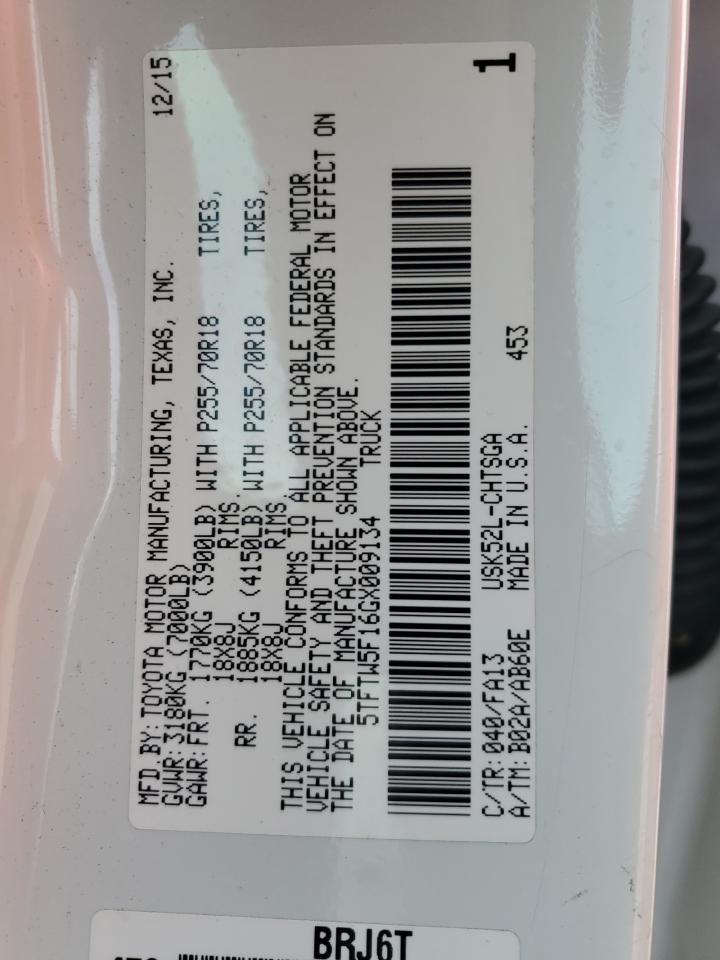 MFD.BY: TOYOTA MOTOR MANUFACTURING, TEXAS, INC. 12/15
GVWR: 3180KG (7000LB)
GAWR: FRT. 1770KG (3900LB) WITH P255/70R18 TIRES,
18X8J RIMS.
RR. 1885KG (4150LB) WITH P255/70R18 TIRES,
18X8J RIMS.
THIS VEHICLE CONFORMS TO ALL APPLICABLE FEDERAL MOTOR
VEHICLE SAFETY AND THEFT PREVENTION STANDARDS IN EFFECT ON
THE DATE OF MANUFACTURE SHOWN ABOVE.
5TFTW5F16GX009134 TRUCK
1
C/TR: 040/FA13 USK52L-CHTSGA 453
A/TM: B02A/AB60E MADE IN U.S.A.
BRJ6T